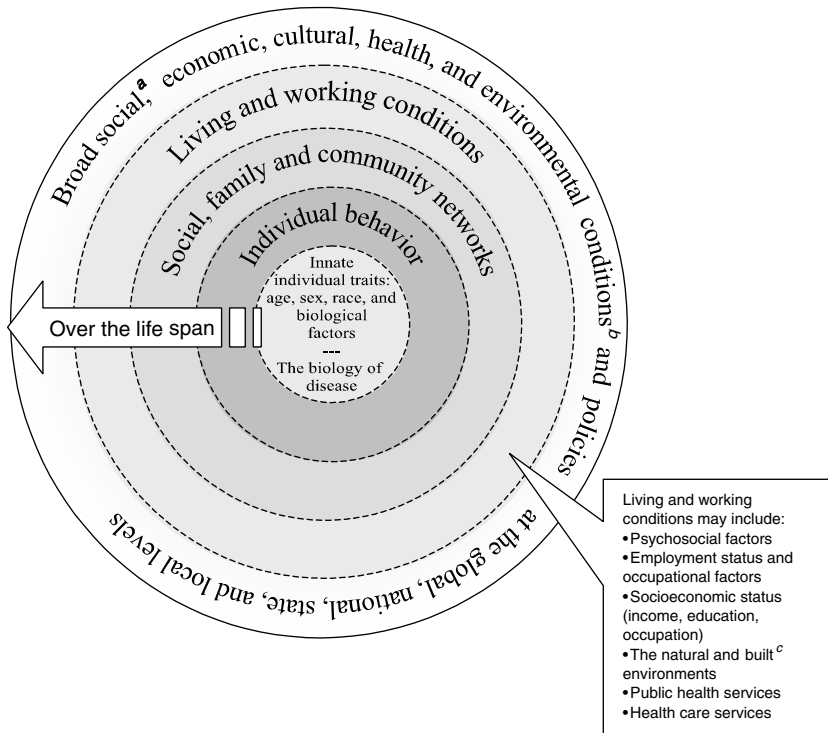 Broad social,a economic, cultural, health, and environmental conditionsb and policies
at the global, national, state, and local levels
Living and working conditions
Social, family and community networks
Individual behavior
Innate
individual traits:
age, sex, race, and
biological
factors
---
The biology of
disease
Over the life span
Living and working
conditions may include:
•Psychosocial factors
•Employment status and
occupational factors
•Socioeconomic status
(income, education,
occupation)
•The natural and built c
environments
•Public health services
•Health care services